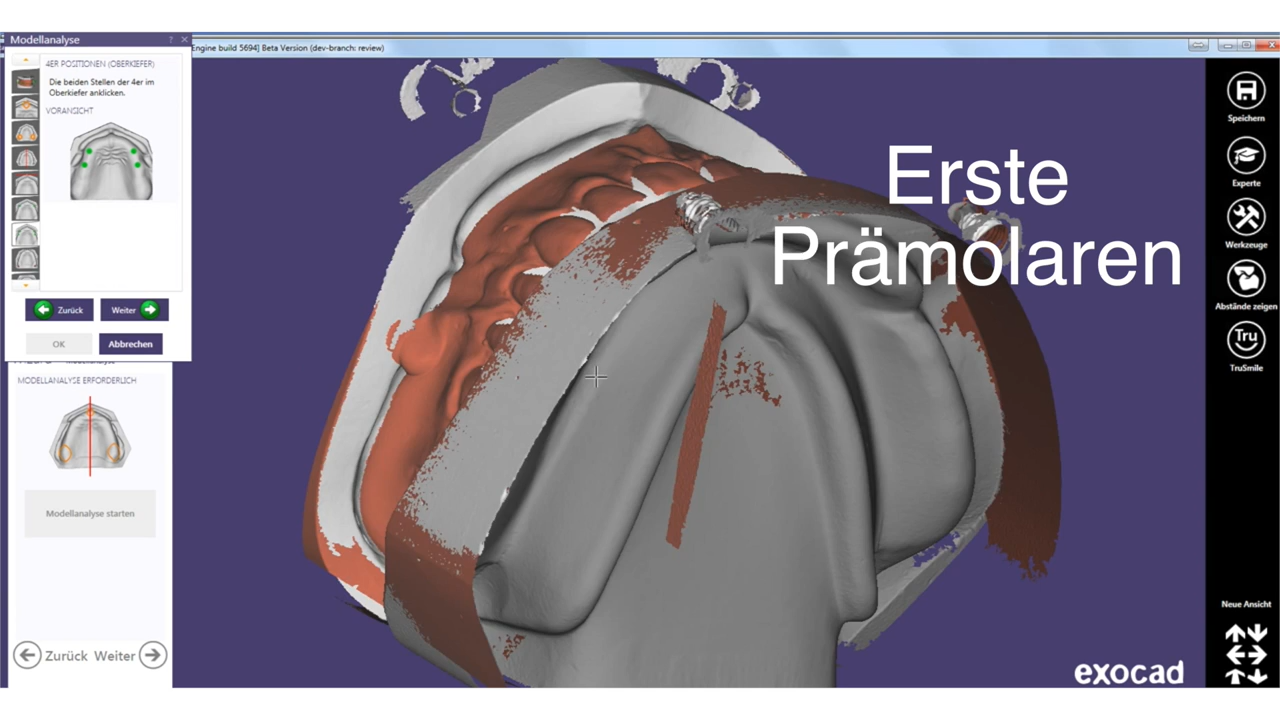 Modellanalyse
? ×
Engine build 5694] Beta Version (dev-branch: review)
4ER POSITIONEN (OBERKIEFER)
Die beiden Stellen der 4er im
Oberkiefer anklicken.
VORANSICHT
Zurück
Weiter
OK
Abbrechen
MODELLANALYSE ERFORDERLICH
Modellanalyse starten
Zurück Weiter
Erste
Prämolaren
Speichern
Experte
Werkzeuge
Abstände zeigen
Tru
TruSmile
Neue Ansicht
exocad